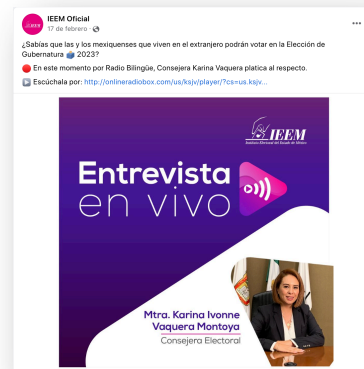 IEEM Oficial
17 de febrero
¿Sabías que las y los mexiquenses que viven en el extranjero podrán votar en la Elección de
Gubernatura 🗳️ 2023?
🔴 En este momento por Radio Bilingüe, Consejera Karina Vaquera platica al respecto.
▶️ Escúchala por: http://onlineradiobox.com/us/ksjv/player/?cs=us.ksjv...
IEEM
Instituto Electoral del Estado de México
Entrevista
en vivo
Mtra. Karina Ivonne
Vaquera Montoya
Consejera Electoral